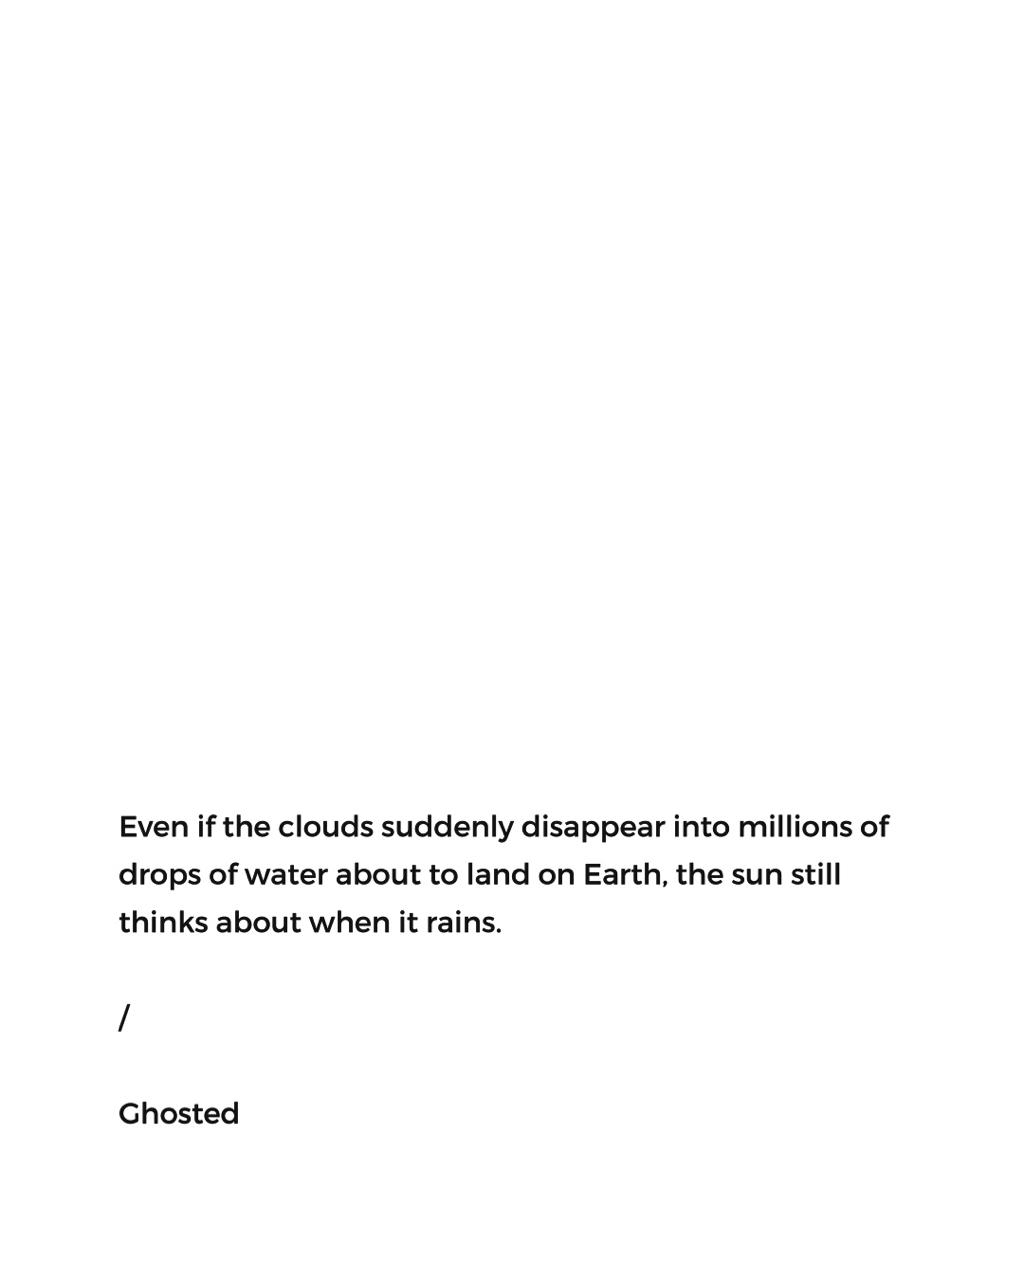 Even if the clouds suddenly disappear into millions of
drops of water about to land on Earth, the sun still
thinks about when it rains.
/
Ghosted